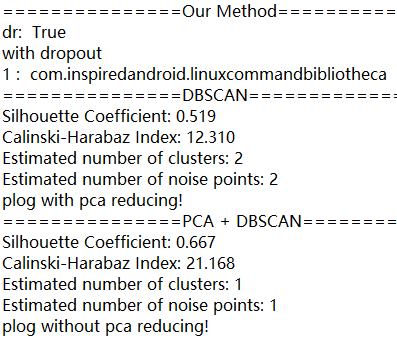 ===============Our Method==========
dr:  True
with dropout
1 :  com.inspiredandroid.linuxcommandbibliotheca
===============DBSCAN============
Silhouette Coefficient: 0.519
Calinski-Harabaz Index: 12.310
Estimated number of clusters: 2
Estimated number of noise points: 2
plog with pca reducing!
===============PCA + DBSCAN========
Silhouette Coefficient: 0.667
Calinski-Harabaz Index: 21.168
Estimated number of clusters: 1
Estimated number of noise points: 1
plog without pca reducing!